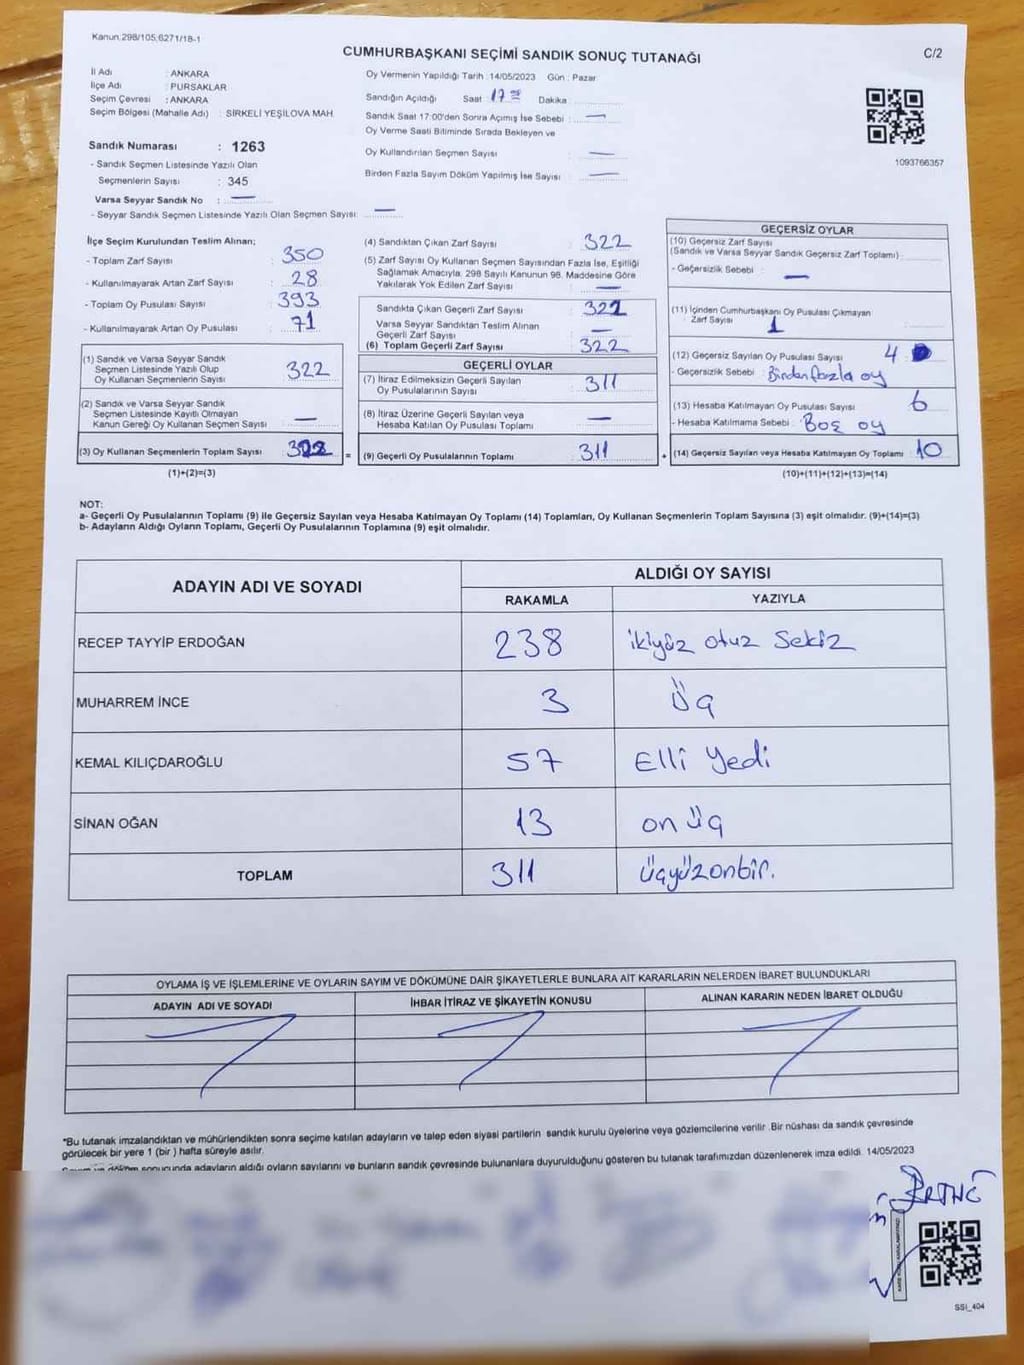 Kanun.298/105;6271/18-1
CUMHURBAŞKANI SEÇİMİ SANDIK SONUÇ TUTANAĞI
C/2
İl Adı : ANKARA
İlçe Adı : PURSAKLAR
Seçim Çevresi : ANKARA
Seçim Bölgesi (Mahalle Adı) : SİRKELİ YEŞİLOVA MAH
Sandık Numarası : 1263
- Sandık Seçmen Listesinde Yazılı Olan
Seçmenlerin Sayısı : 345
Varsa Seyyar Sandık No : —
- Seyyar Sandık Seçmen Listesinde Yazılı Olan Seçmen Sayısı: —
Oy Vermenin Yapıldığı Tarih : 14/05/2023 Gün : Pazar
Sandığın Açıldığı Saat : 17 00 Dakika :
Sandık Saat 17:00'den Sonra Açımış İse Sebebi : —
Oy Verme Saati Bitiminde Sırada Bekleyen ve
Oy Kullandırılan Seçmen Sayısı : —
Birden Fazla Sayım Döküm Yapılmış İse Sayısı : —
1093766357
İlçe Seçim Kurulundan Teslim Alınan;
- Toplam Zarf Sayısı : 350
- Kullanılmayarak Artan Zarf Sayısı : 28
- Toplam Oy Pusulası Sayısı : 393
- Kullanılmayarak Artan Oy Pusulası : 71
(1) Sandık ve Varsa Seyyar Sandık
Seçmen Listesinde Yazılı Olup
Oy Kullanan Seçmenlerin Sayısı : 322
(2) Sandık ve Varsa Seyyar Sandık
Seçmen Listesinde Kayıtlı Olmayan
Kanun Gereği Oy Kullanan Seçmen Sayısı : —
(3) Oy Kullanan Seçmenlerin Toplam Sayısı : 322 =
(1)+(2)=(3)
(4) Sandıktan Çıkan Zarf Sayısı : 322
(5) Zarf Sayısı Oy Kullanan Seçmen Sayısından Fazla İse, Eşitliği
Sağlamak Amacıyla; 298 Sayılı Kanunun 98. Maddesine Göre
Yakılarak Yok Edilen Zarf Sayısı : —
Sandıkta Çıkan Geçerli Zarf Sayısı : 322
Varsa Seyyar Sandıktan Teslim Alınan
Geçerli Zarf Sayısı : —
(6) Toplam Geçerli Zarf Sayısı : 322
GEÇERLİ OYLAR
(7) İtiraz Edilmeksizin Geçerli Sayılan
Oy Pusulalarının Sayısı : 311
(8) İtiraz Üzerine Geçerli Sayılan veya
Hesaba Katılan Oy Pusulası Toplamı : —
(9) Geçerli Oy Pusulalarının Toplamı : 311 +
GEÇERSİZ OYLAR
(10) Geçersiz Zarf Sayısı
(Sandık ve Varsa Seyyar Sandık Geçersiz Zarf Toplamı) :
- Geçersizlik Sebebi : —
(11) İçinden Cumhurbaşkanı Oy Pusulası Çıkmayan
Zarf Sayısı : 1
(12) Geçersiz Sayılan Oy Pusulası Sayısı : 4
- Geçersizlik Sebebi : Birden fazla oy
(13) Hesaba Katılmayan Oy Pusulası Sayısı : 6
- Hesaba Katılmama Sebebi : Boş oy
(14) Geçersiz Sayılan veya Hesaba Katılmayan Oy Toplamı : 10
(10)+(11)+(12)+(13)=(14)
NOT:
a- Geçerli Oy Pusulalarının Toplamı (9) ile Geçersiz Sayılan veya Hesaba Katılmayan Oy Toplamı (14) Toplamları, Oy Kullanan Seçmenlerin Toplam Sayısına (3) eşit olmalıdır. (9)+(14)=(3)
b- Adayların Aldığı Oyların Toplamı, Geçerli Oy Pusulalarının Toplamına (9) eşit olmalıdır.
ADAYIN ADI VE SOYADI
ALDIĞI OY SAYISI
RAKAMLA YAZIYLA
RECEP TAYYİP ERDOĞAN 238 ikiyüz otuz Sekiz
MUHARREM İNCE 3 Üç
KEMAL KILIÇDAROĞLU 57 Elli Yedi
SİNAN OĞAN 13 on üç
TOPLAM 311 üçyüzonbir.
OYLAMA İŞ VE İŞLEMLERİNE VE OYLARIN SAYIM VE DÖKÜMÜNE DAİR ŞİKAYETLERLE BUNLARA AİT KARARLARIN NELERDEN İBARET BULUNDUKLARI
ADAYIN ADI VE SOYADI İHBAR İTİRAZ VE ŞİKAYETİN KONUSU ALINAN KARARIN NEDEN İBARET OLDUĞU
*Bu tutanak imzalandıktan ve mühürlendikten sonra seçime katılan adayların ve talep eden siyasi partilerin sandık kurulu üyelerine veya gözlemcilerine verilir. Bir nüshası da sandık çevresinde
görülecek bir yere 1 (bir ) hafta süreyle asılır.
Sayım ve döküm sonucunda adayların aldığı oyların sayılarını ve bunların sandık çevresinde bulunanlara duyurulduğunu gösteren bu tutanak tarafımızdan düzenlenerek imza edildi. 14/05/2023
SSI_404